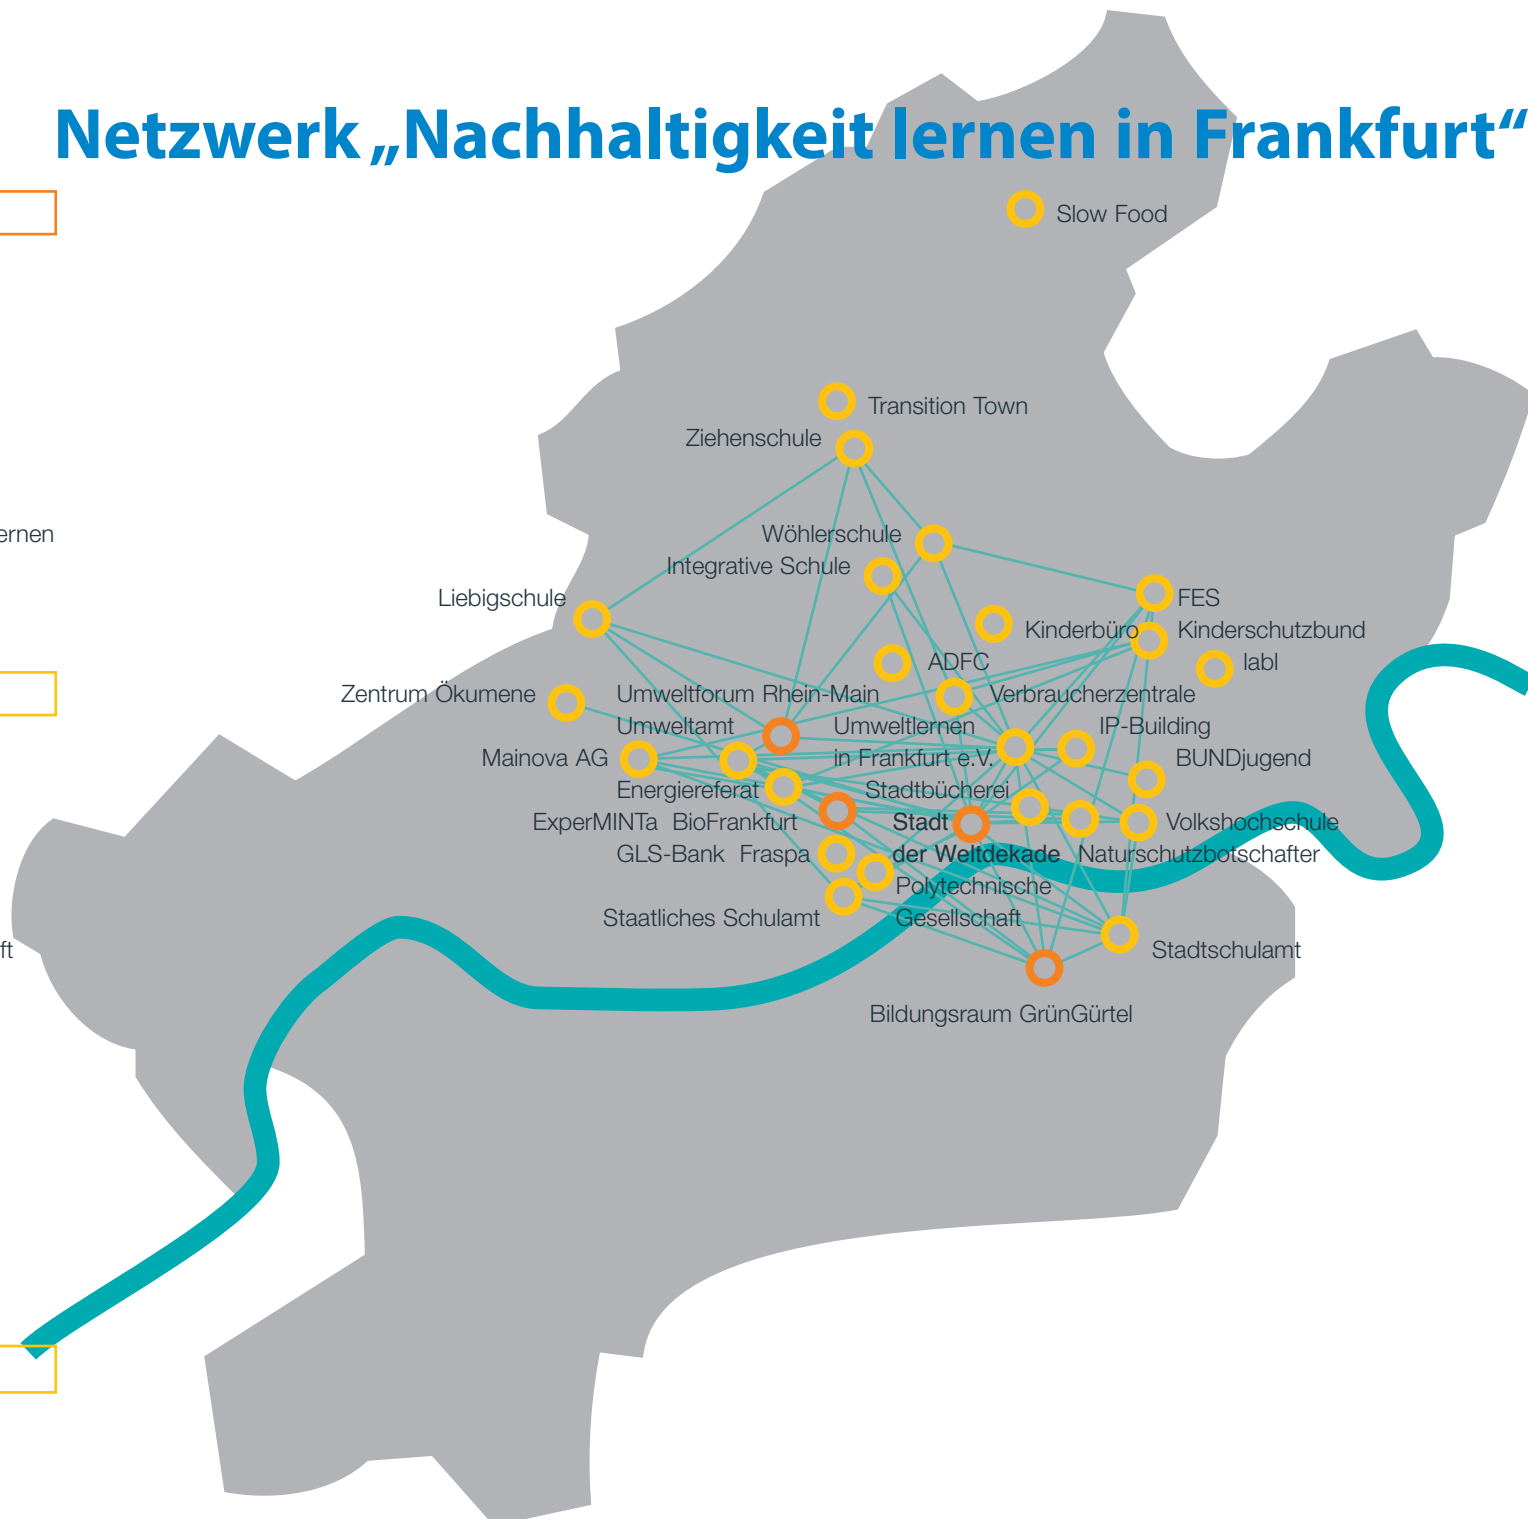 Netzwerk „Nachhaltigkeit lernen in Frankfurt“
Slow Food
Transition Town
Ziehenschule
ernen
Wöhlerschule
Integrative Schule
Liebigschule
FES
Kinderbüro
Kinderschutzbund
ADFC
labl
Zentrum Ökumene
Umweltforum Rhein-Main
Verbraucherzentrale
Umweltamt
Umweltlernen
in Frankfurt e.V.
IP-Building
Mainova AG
BUNDjugend
Energiereferat
Stadtbücherei
ExperMINTa
BioFrankfurt
Stadt
der Weltdekade
Volkshochschule
GLS-Bank
Fraspa
Naturschutzbotschafter
Polytechnische
Gesellschaft
Staatliches Schulamt
ft
Stadtschulamt
Bildungsraum GrünGürtel